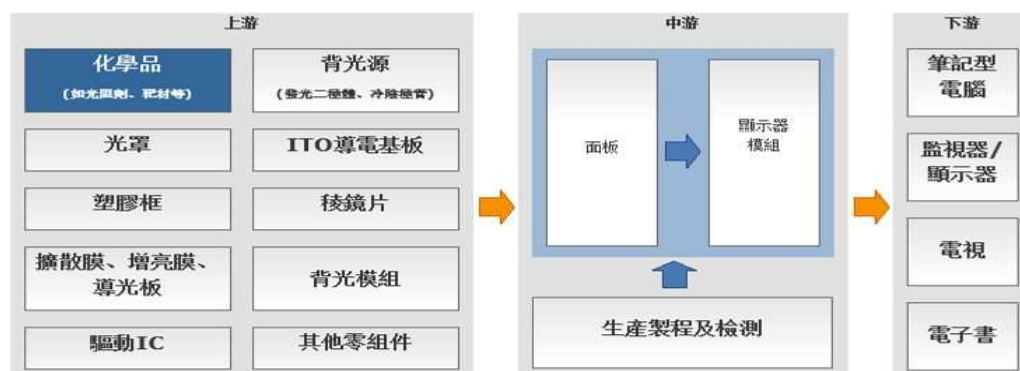 上游
化學品
(如光阻劑、靶材等)
背光源
(發光二極體、冷陰極管)
光罩
ITO導電基板
塑膠框
稜鏡片
擴散膜、增亮膜、
導光板
背光模組
驅動IC
其他零組件
中游
面板
顯示器
模組
生產製程及檢測
下游
筆記型
電腦
監視器/
顯示器
電視
電子書